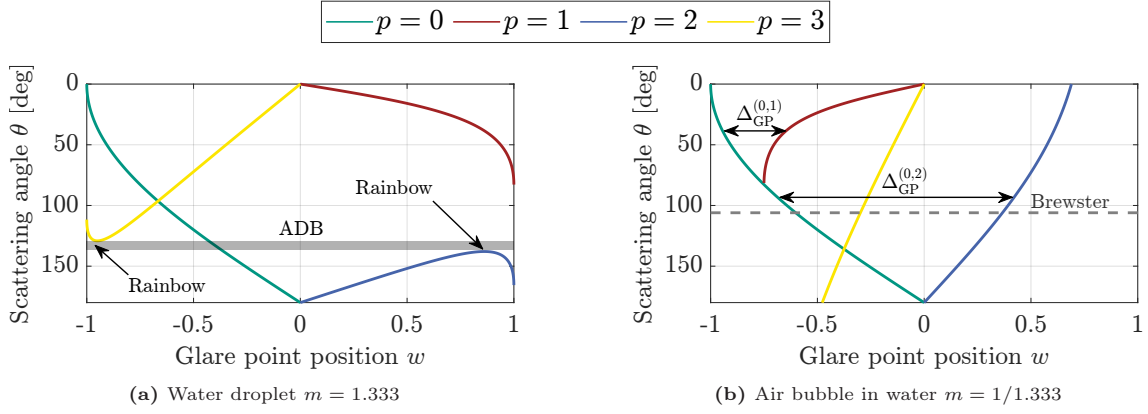 p = 0 p = 1 p = 2 p = 3
Scattering angle θ [deg]
0
50
100
150
-1 -0.5 0 0.5 1
Glare point position w
Rainbow
ADB
Rainbow
(a) Water droplet m = 1.333
Scattering angle θ [deg]
0
50
100
150
-1 -0.5 0 0.5 1
Glare point position w
Δ_GP^(0,1)
Δ_GP^(0,2)
Brewster
(b) Air bubble in water m = 1/1.333